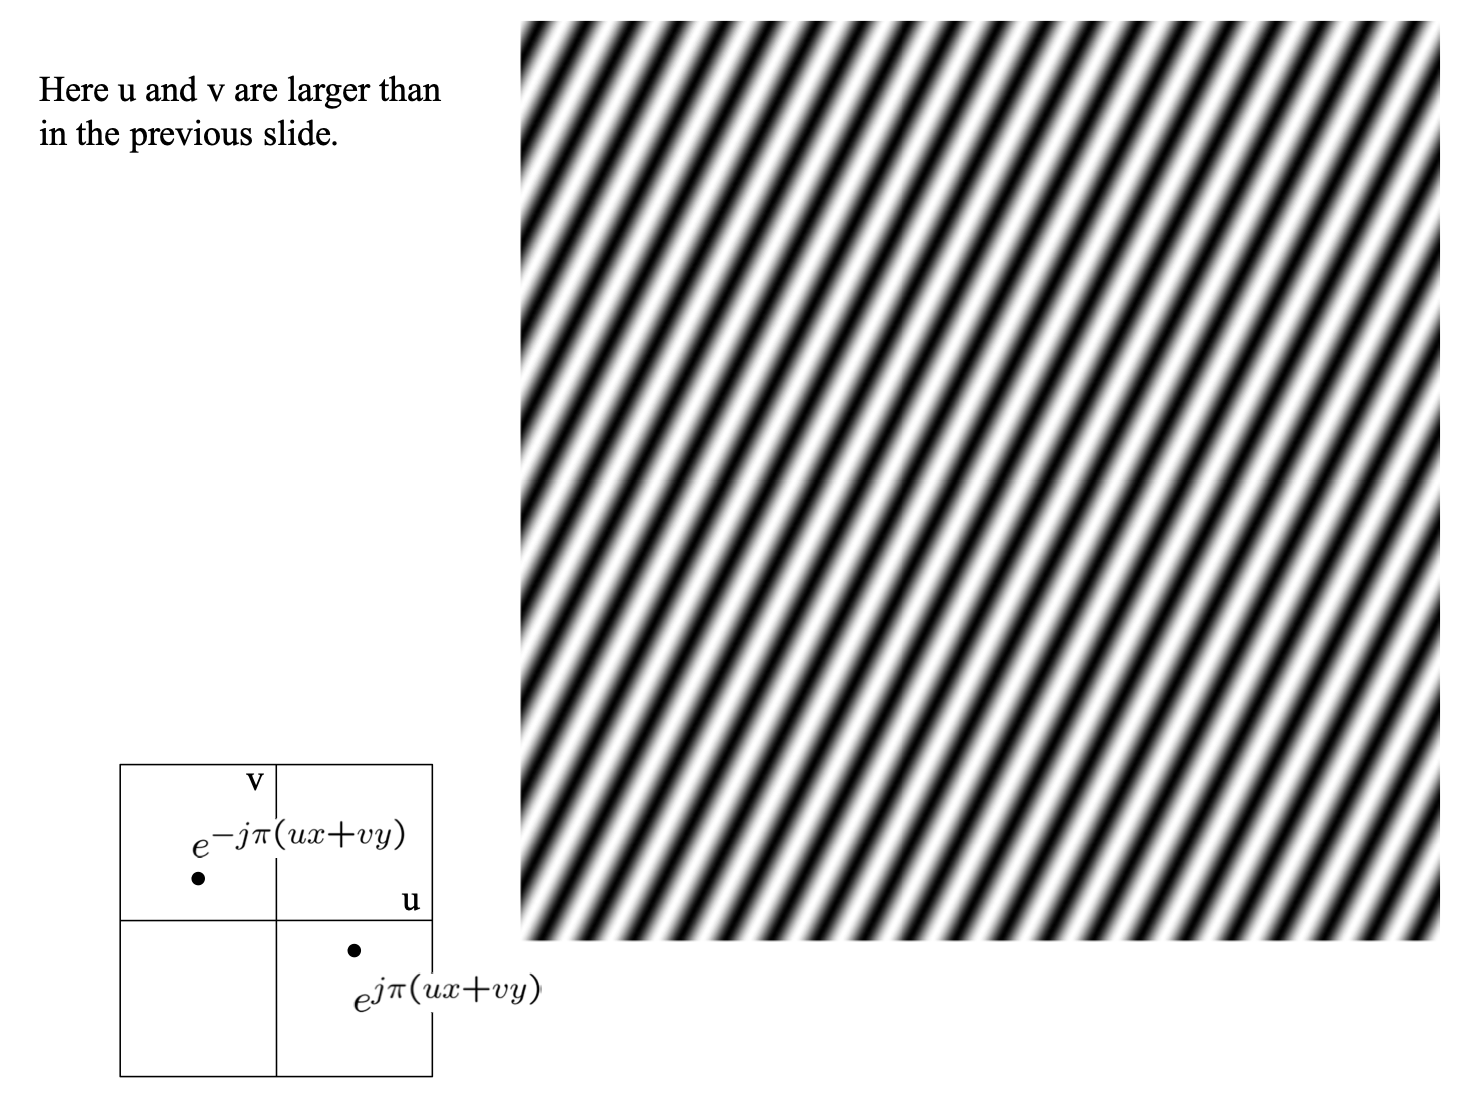 Here u and v are larger than
in the previous slide.
v
e^{-jπ(ux+vy)}
u
e^{jπ(ux+vy)}